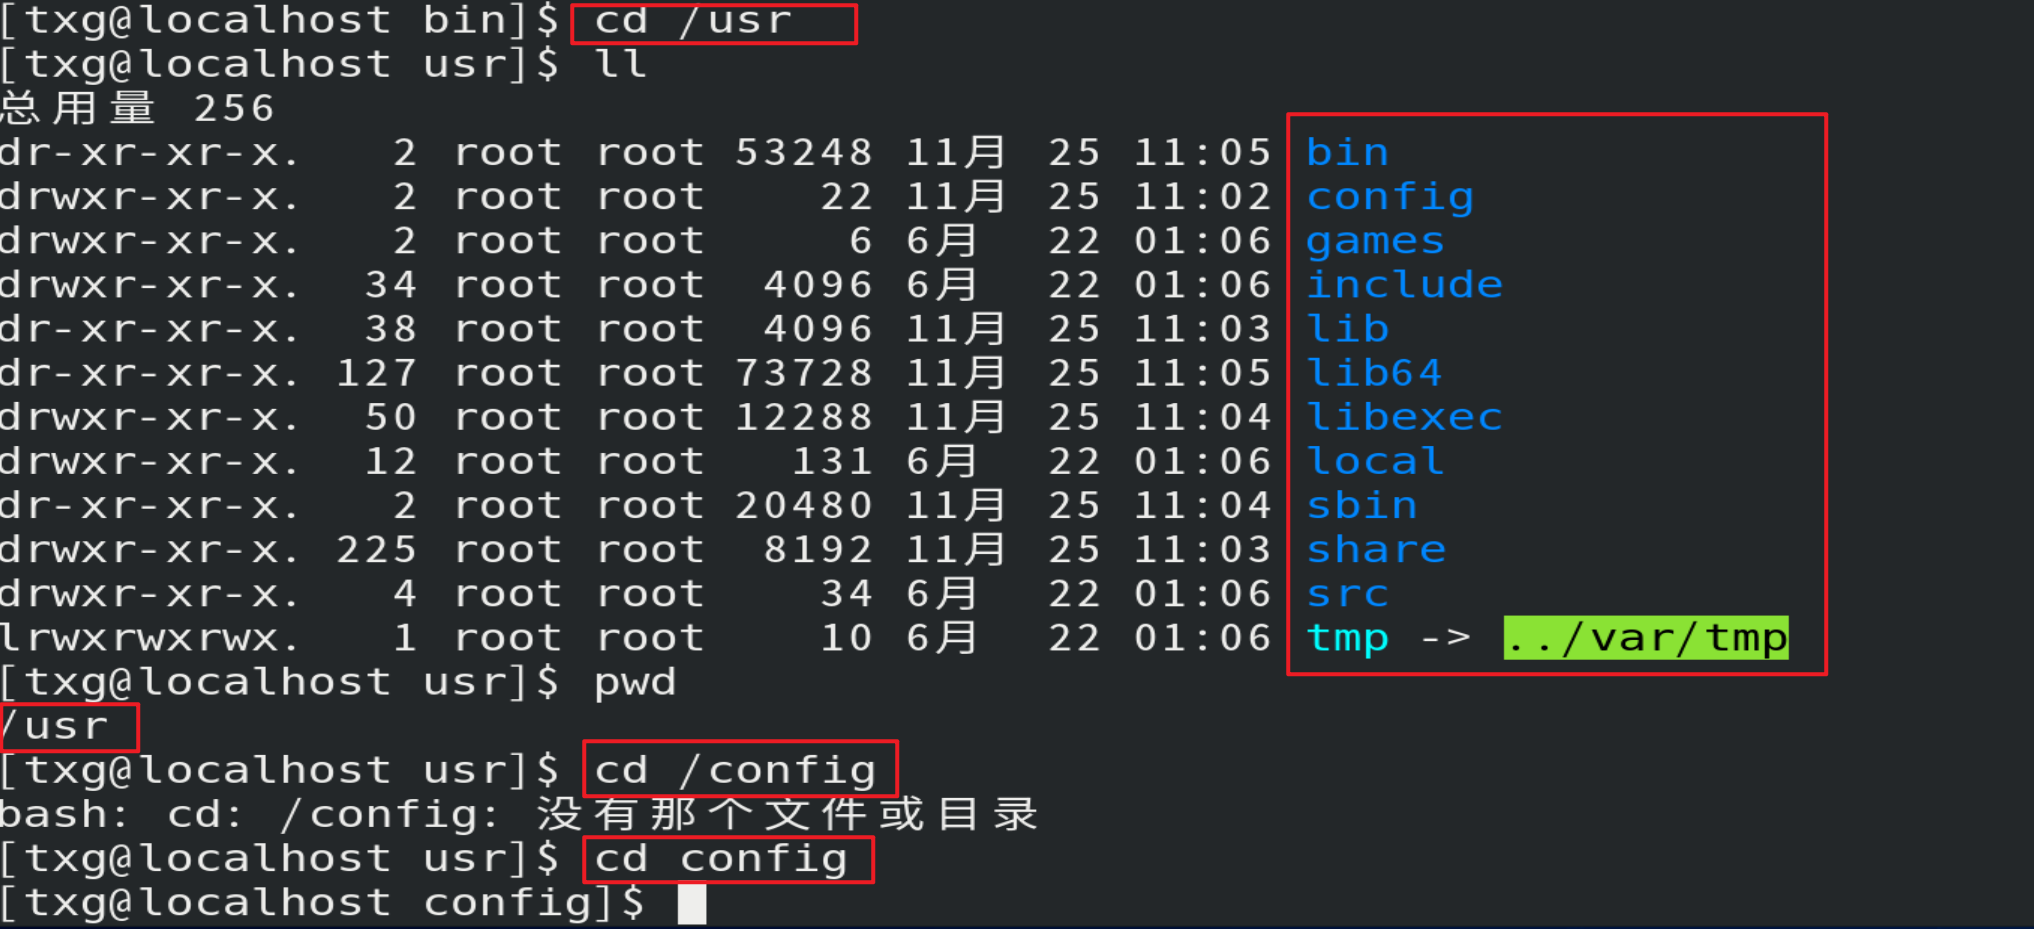 [txg@localhost bin]$ cd /usr
[txg@localhost usr]$ ll
总用量 256
dr-xr-xr-x.   2 root root 53248 11月  25 11:05 bin
drwxr-xr-x.   2 root root    22 11月  25 11:02 config
drwxr-xr-x.   2 root root     6 6月   22 01:06 games
drwxr-xr-x.  34 root root  4096 6月   22 01:06 include
dr-xr-xr-x.  38 root root  4096 11月  25 11:03 lib
dr-xr-xr-x. 127 root root 73728 11月  25 11:05 lib64
drwxr-xr-x.  50 root root 12288 11月  25 11:04 libexec
drwxr-xr-x.  12 root root   131 6月   22 01:06 local
dr-xr-xr-x.   2 root root 20480 11月  25 11:04 sbin
drwxr-xr-x. 225 root root  8192 11月  25 11:03 share
drwxr-xr-x.   4 root root    34 6月   22 01:06 src
lrwxrwxrwx.   1 root root    10 6月   22 01:06 tmp -> ../var/tmp
[txg@localhost usr]$ pwd
/usr
[txg@localhost usr]$ cd /config
bash: cd: /config: 没有那个文件或目录
[txg@localhost usr]$ cd config
[txg@localhost config]$